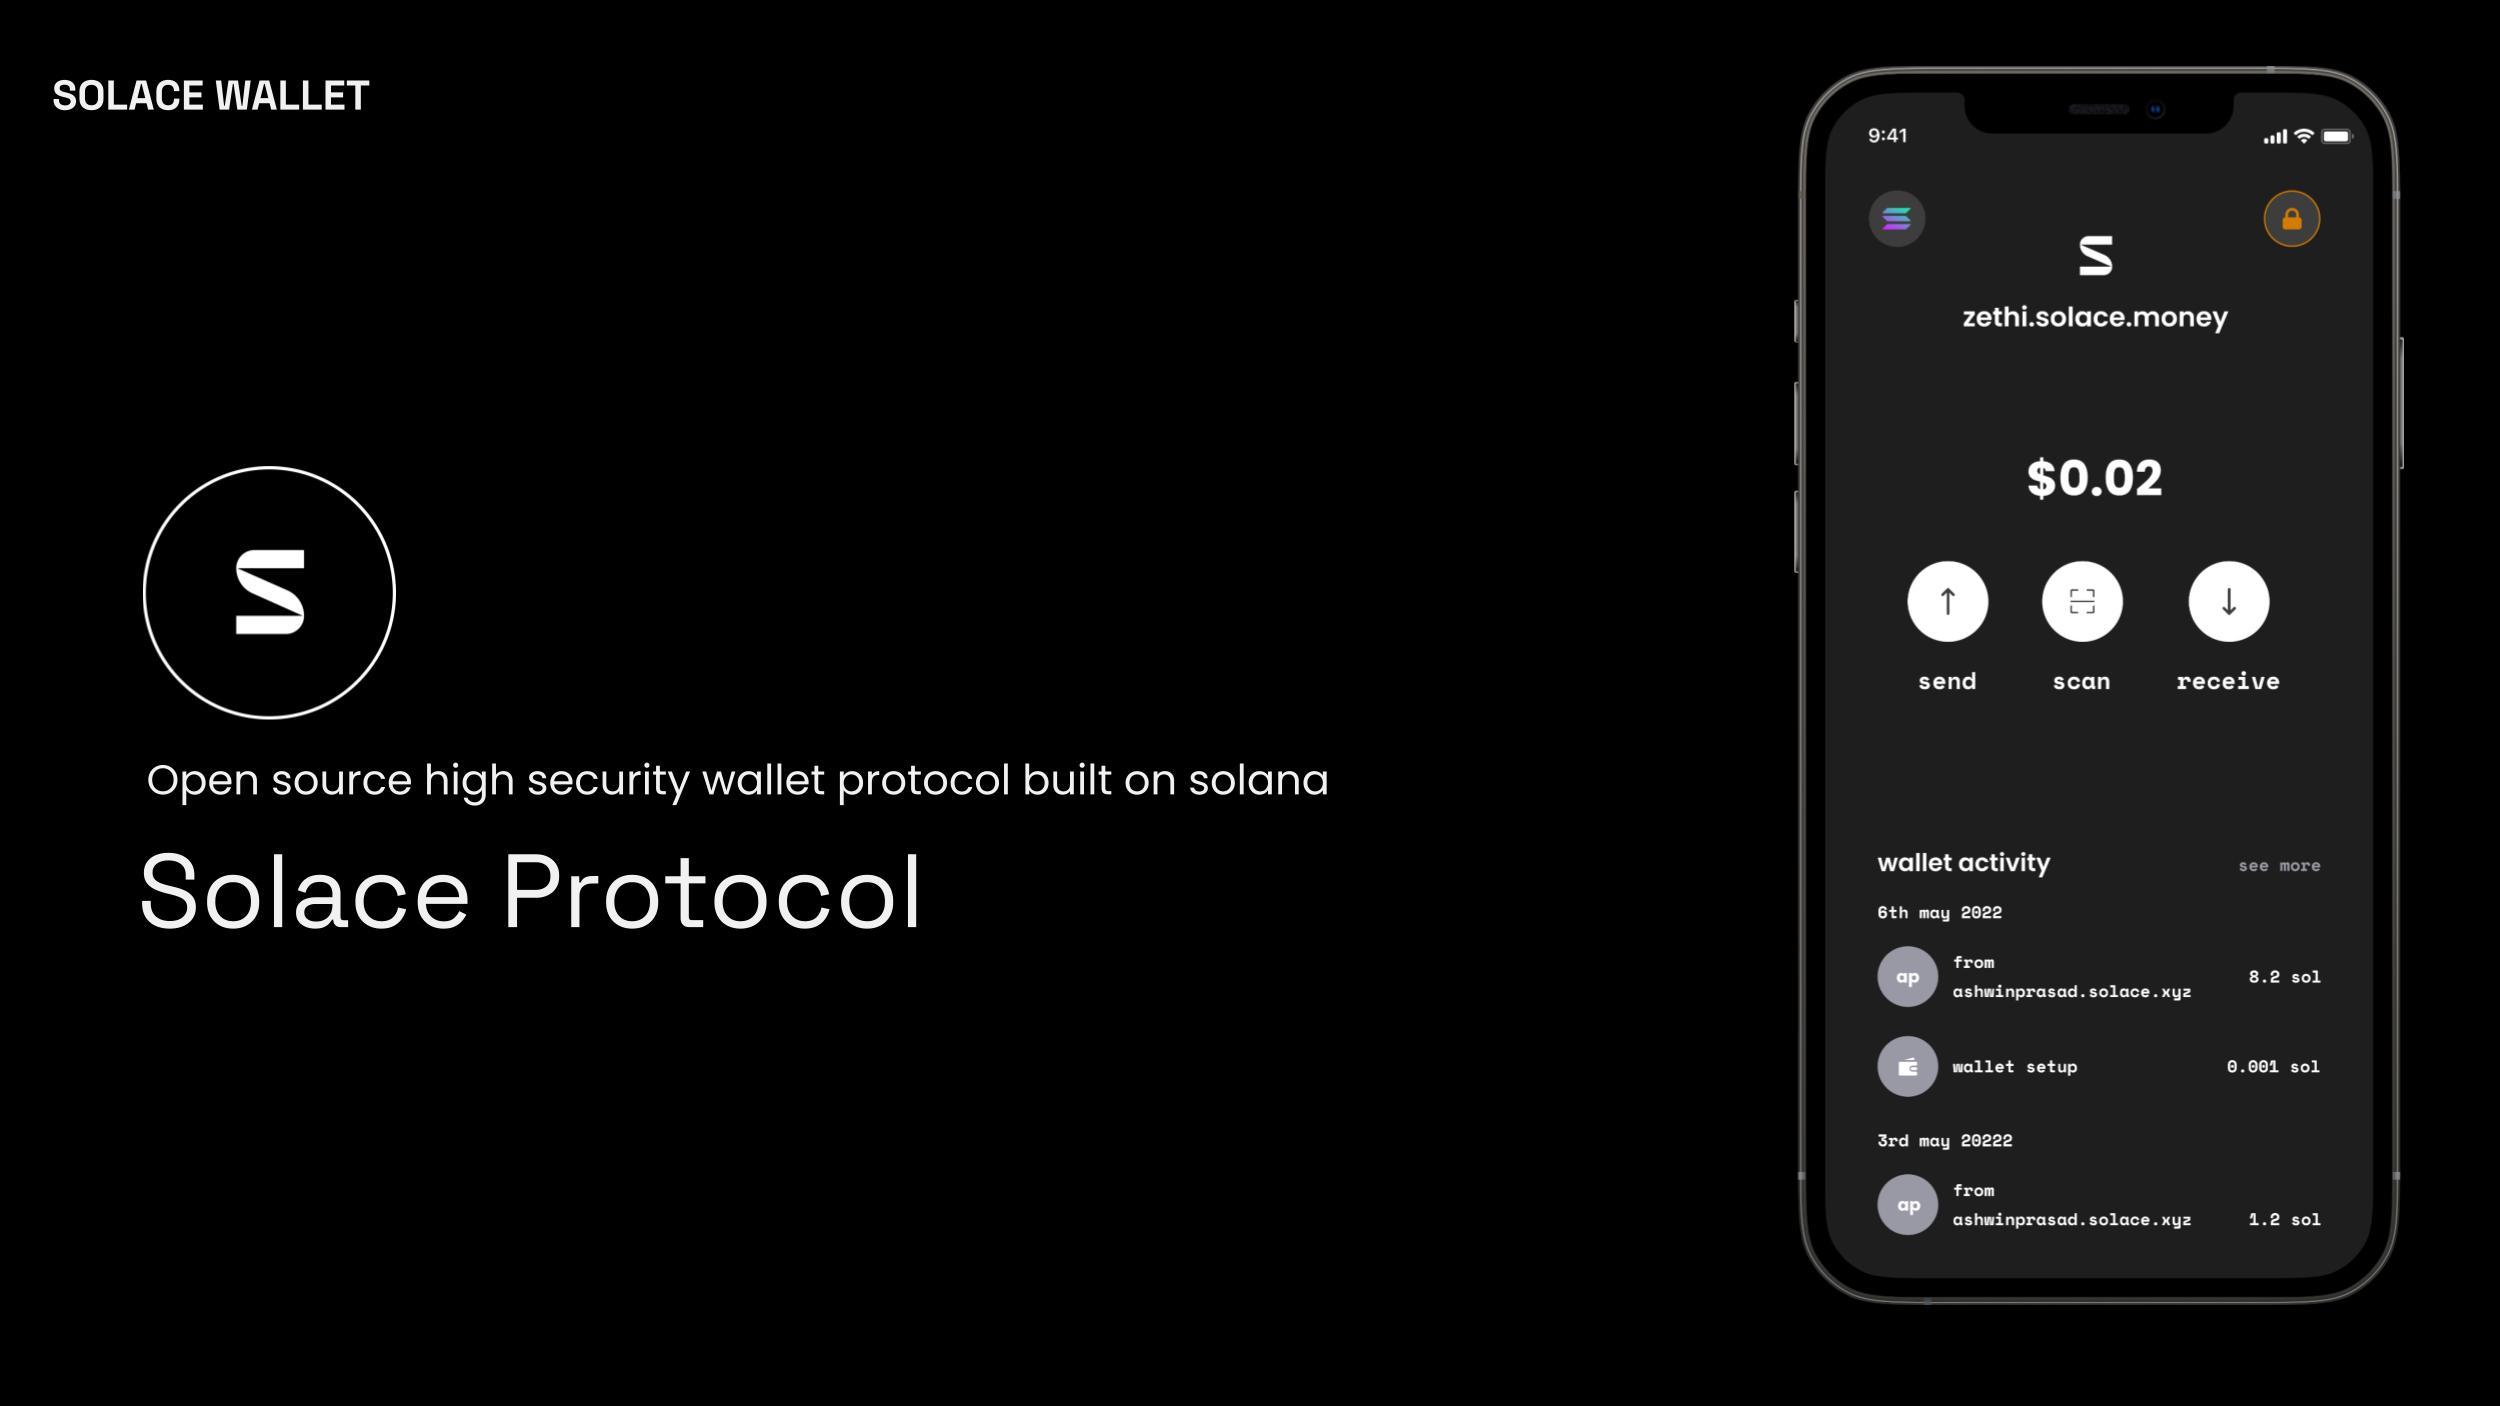 SOLACE WALLET
Open source high security wallet protocol built on solana
Solace Protocol
9:41
zethi.solace.money
$0.02
send scan receive
wallet activity see more
6th may 2022
ap
from
ashwinprasad.solace.xyz
8.2 sol
wallet setup 0.001 sol
3rd may 20222
ap
from
ashwinprasad.solace.xyz
1.2 sol